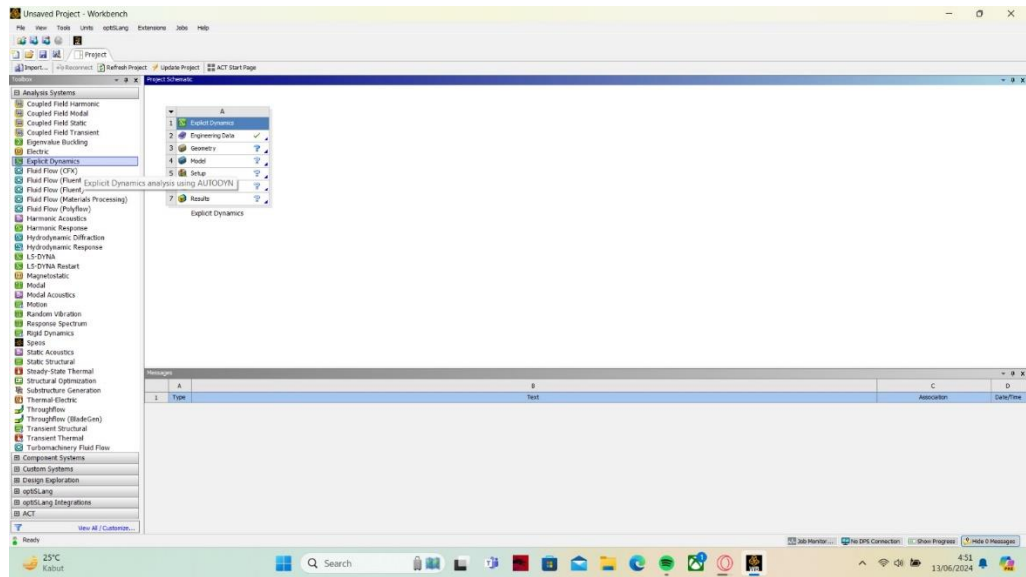 Unsaved Project - Workbench
File View Tools Units optiSLang Extensions Jobs Help
Project
Import... Reconnect Refresh Project Update Project ACT Start Page
Toolbox
Project Schematic
Analysis Systems
Coupled Field Harmonic
Coupled Field Modal
Coupled Field Static
Coupled Field Transient
Eigenvalue Buckling
Electric
Explicit Dynamics
Fluid Flow (CFX)
Fluid Flow (Fluent
Fluid Flow (Fluent)
Fluid Flow (Materials Processing)
Fluid Flow (Polyflow)
Harmonic Acoustics
Harmonic Response
Hydrodynamic Diffraction
Hydrodynamic Response
LS-DYNA
LS-DYNA Restart
Magnetostatic
Modal
Modal Acoustics
Motion
Random Vibration
Response Spectrum
Rigid Dynamics
Speos
Static Acoustics
Static Structural
Steady-State Thermal
Structural Optimization
Substructure Generation
Thermal-Electric
Throughflow
Throughflow (BladeGen)
Transient Structural
Transient Thermal
Turbomachinery Fluid Flow
Component Systems
Custom Systems
Design Exploration
optiSLang
optiSLang Integrations
ACT
View All / Customize...
Explicit Dynamics analysis using AUTODYN
A
1 Explicit Dynamics
2 Engineering Data
3 Geometry
4 Model
5 Setup
7 Results
Explicit Dynamics
Messages
A B C D
1 Type Text Association Date/Time
Ready
Job Monitor... No DPS Connection Show Progress Hide 0 Messages
25°C
Kabut
Search
4:51
13/06/2024